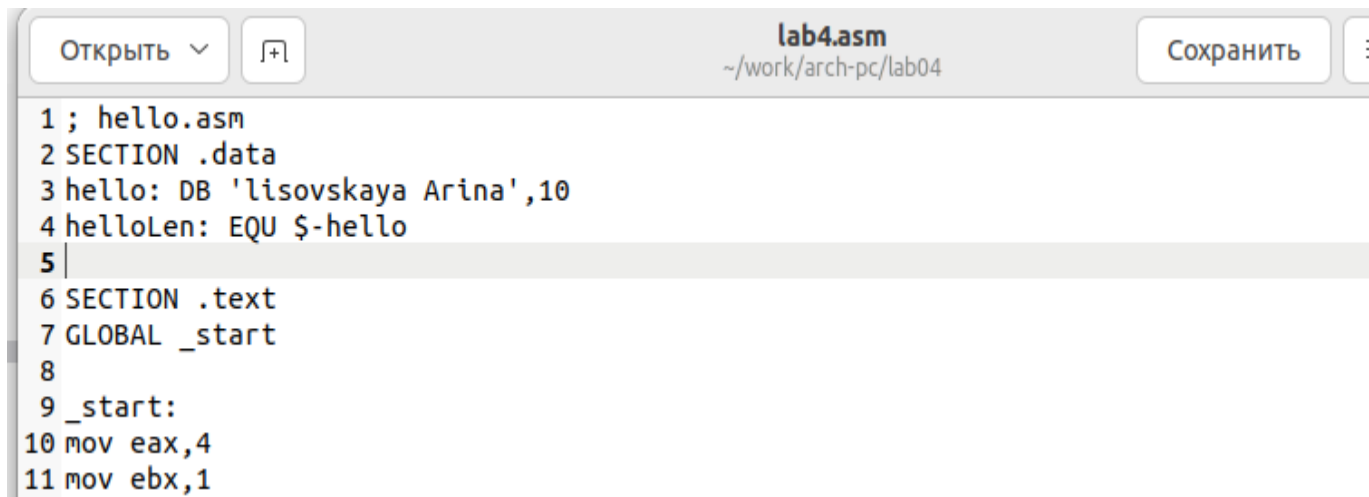 Открыть
lab4.asm
~/work/arch-pc/lab04
Сохранить
1 ; hello.asm
2 SECTION .data
3 hello: DB 'lisovskaya Arina',10
4 helloLen: EQU $-hello
5
6 SECTION .text
7 GLOBAL _start
8
9 _start:
10 mov eax,4
11 mov ebx,1